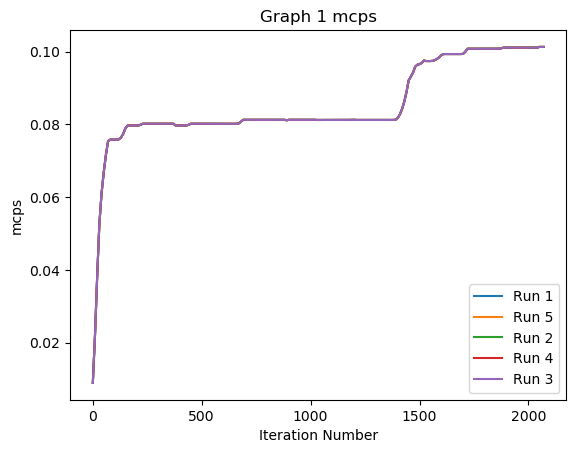 Graph 1 mcps
0.10
0.08
0.06
0.04
0.02
mcps
0
500
1000
1500
2000
Iteration Number
Run 1
Run 5
Run 2
Run 4
Run 3